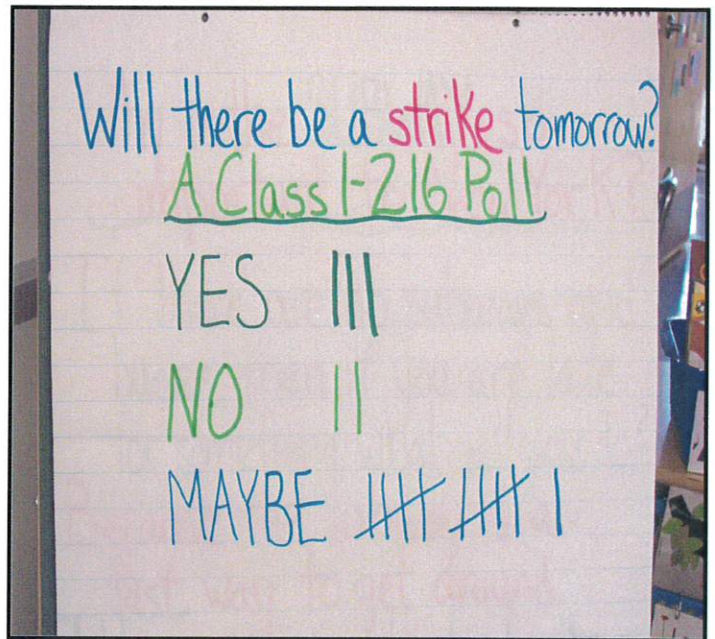 Will there be a strike tomorrow?
A Class 1-216 Poll
YES |||
NO ||
MAYBE |||| |||| |